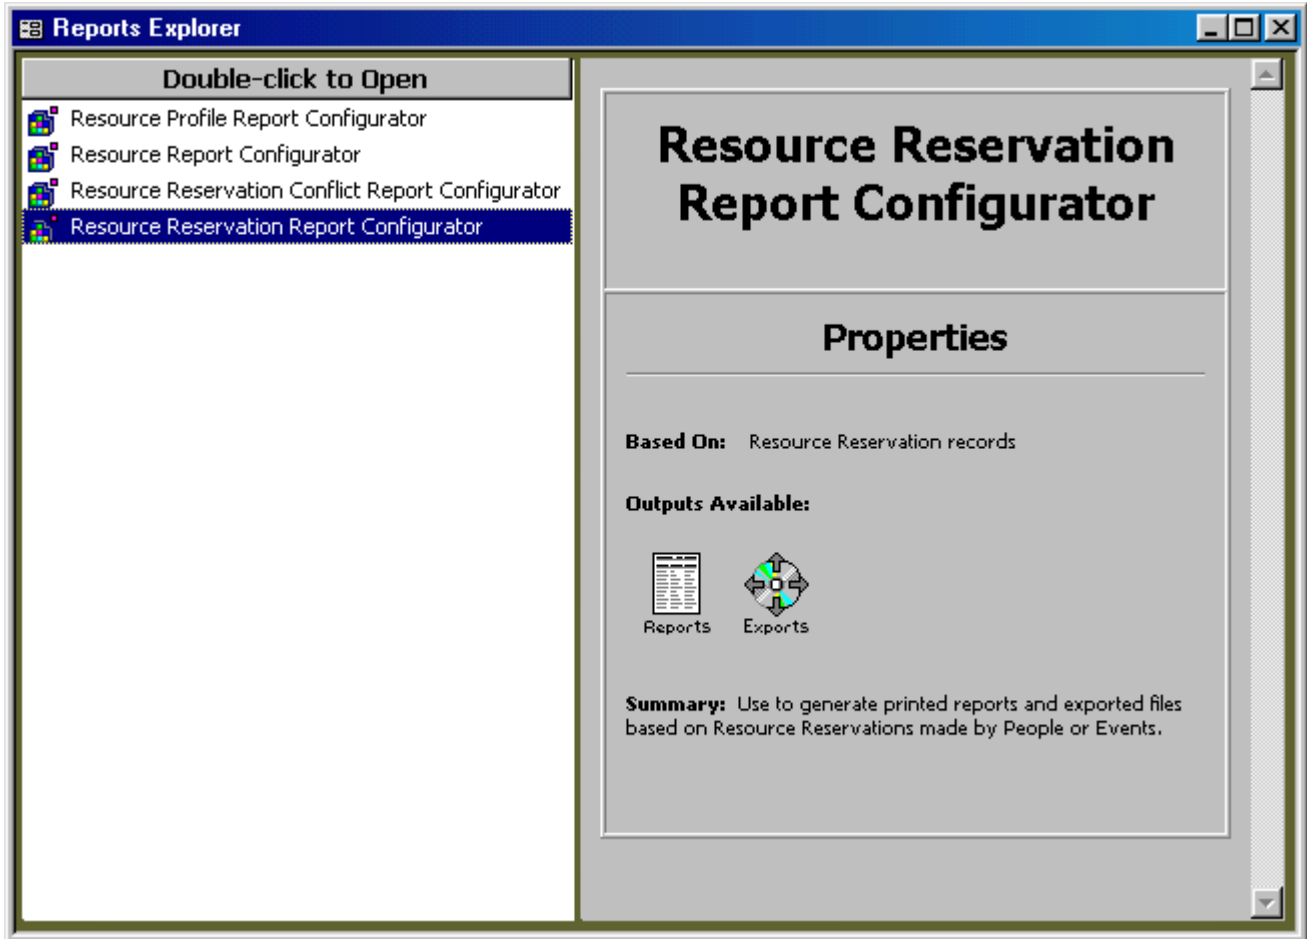 Reports Explorer
Double-click to Open
Resource Profile Report Configurator
Resource Report Configurator
Resource Reservation Conflict Report Configurator
Resource Reservation Report Configurator
Resource Reservation
Report Configurator
Properties
Based On: Resource Reservation records
Outputs Available:
Reports Exports
Summary: Use to generate printed reports and exported files
based on Resource Reservations made by People or Events.